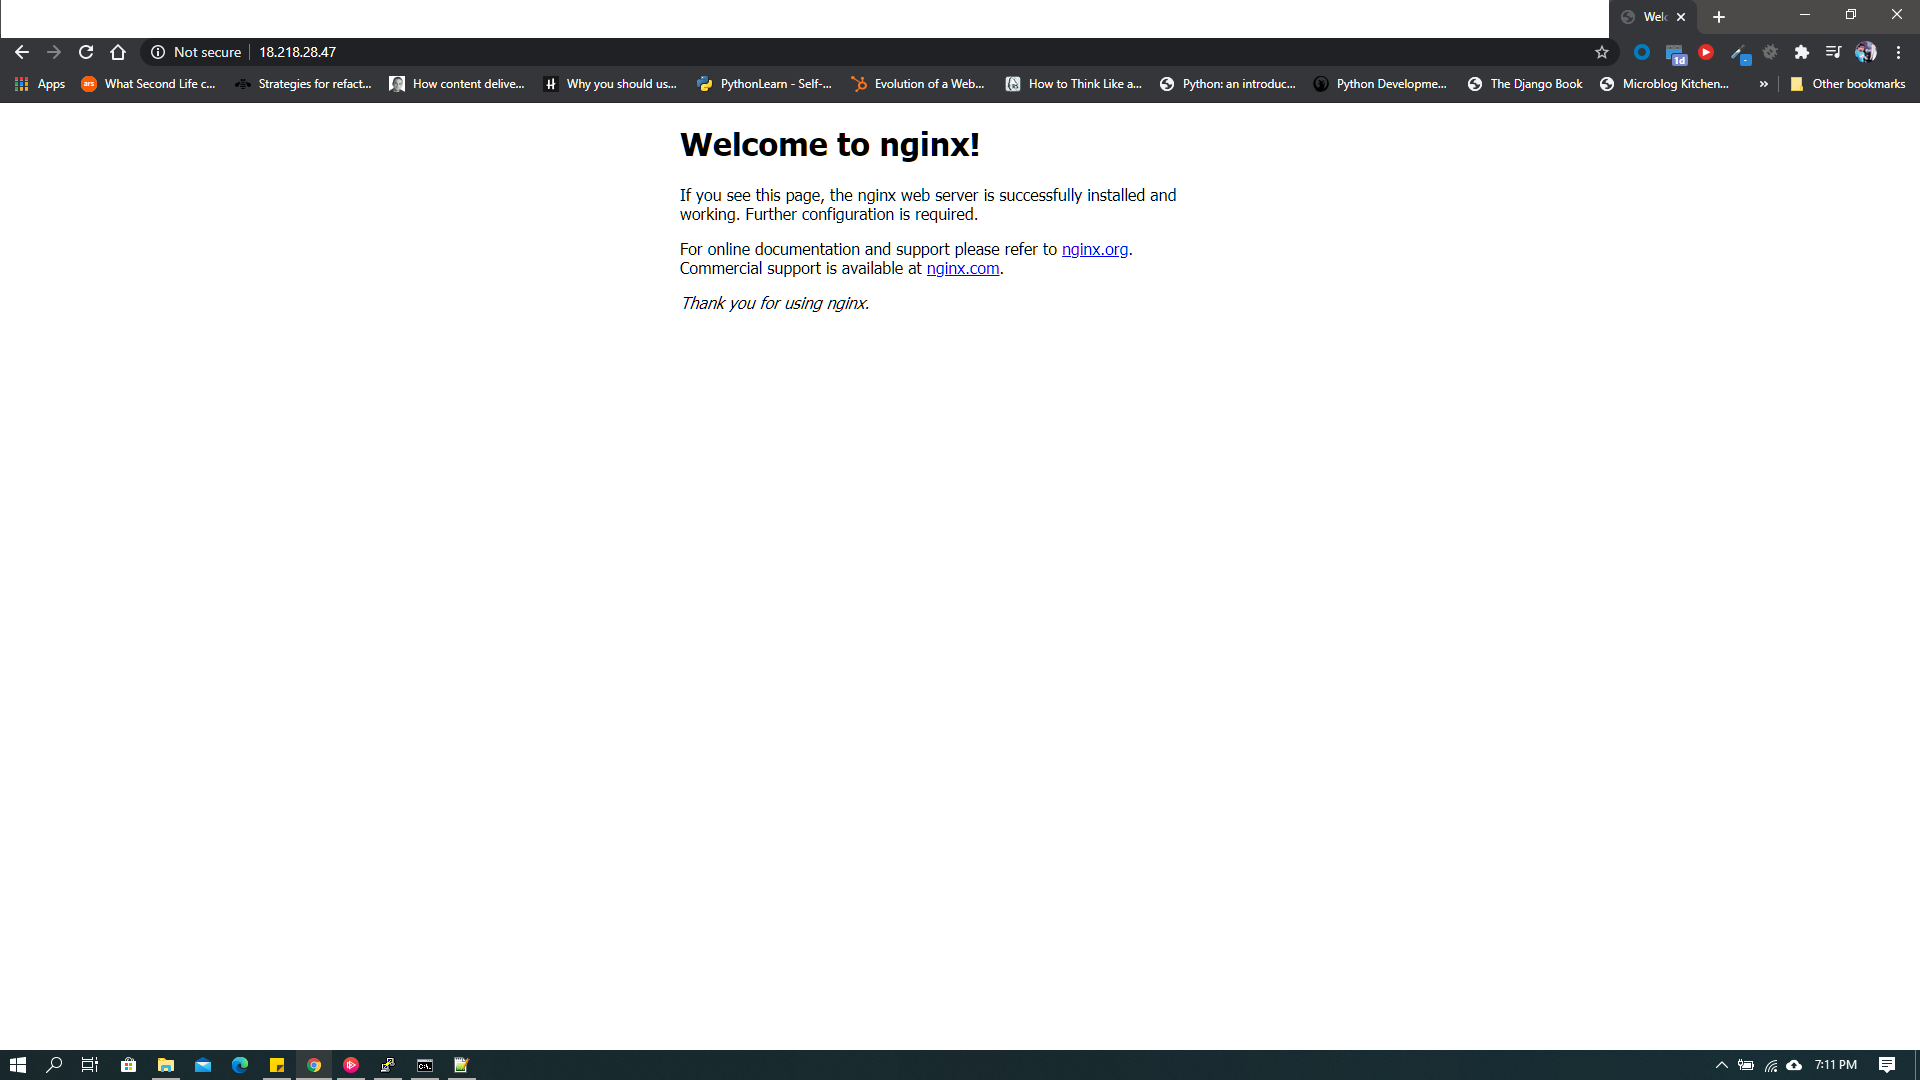 Welc
Not secure 18.218.28.47
Apps What Second Life c... Strategies for refact... How content delive... Why you should us... PythonLearn - Self-... Evolution of a Web... How to Think Like a... Python: an introduc... Python Developme... The Django Book Microblog Kitchen... » Other bookmarks
Welcome to nginx!
If you see this page, the nginx web server is successfully installed and
working. Further configuration is required.
For online documentation and support please refer to nginx.org.
Commercial support is available at nginx.com.
Thank you for using nginx.
7:11 PM